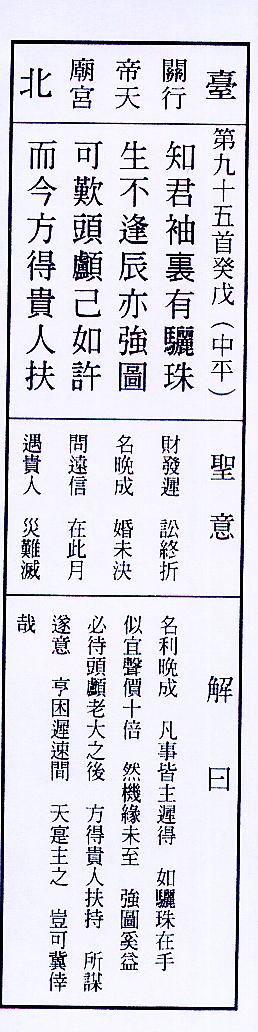 臺北
行天宮
關帝廟
第九十五首癸戊（中平）
知君袖裏有驪珠
生不逢辰亦強圖
可歎頭顱己如許
而今方得貴人扶
聖意
財發遲　訟終折
名晚成　婚未決
問遠信　在此月
遇貴人　災難滅
解曰
名利晚成　凡事皆主遲得　如驪珠在手
似宜聲價十倍　然機緣未至　強圖奚益
必待頭顱老大之後　方得貴人扶持　所謀
遂意　亨困遲速間　天寔主之　豈可冀倖
哉